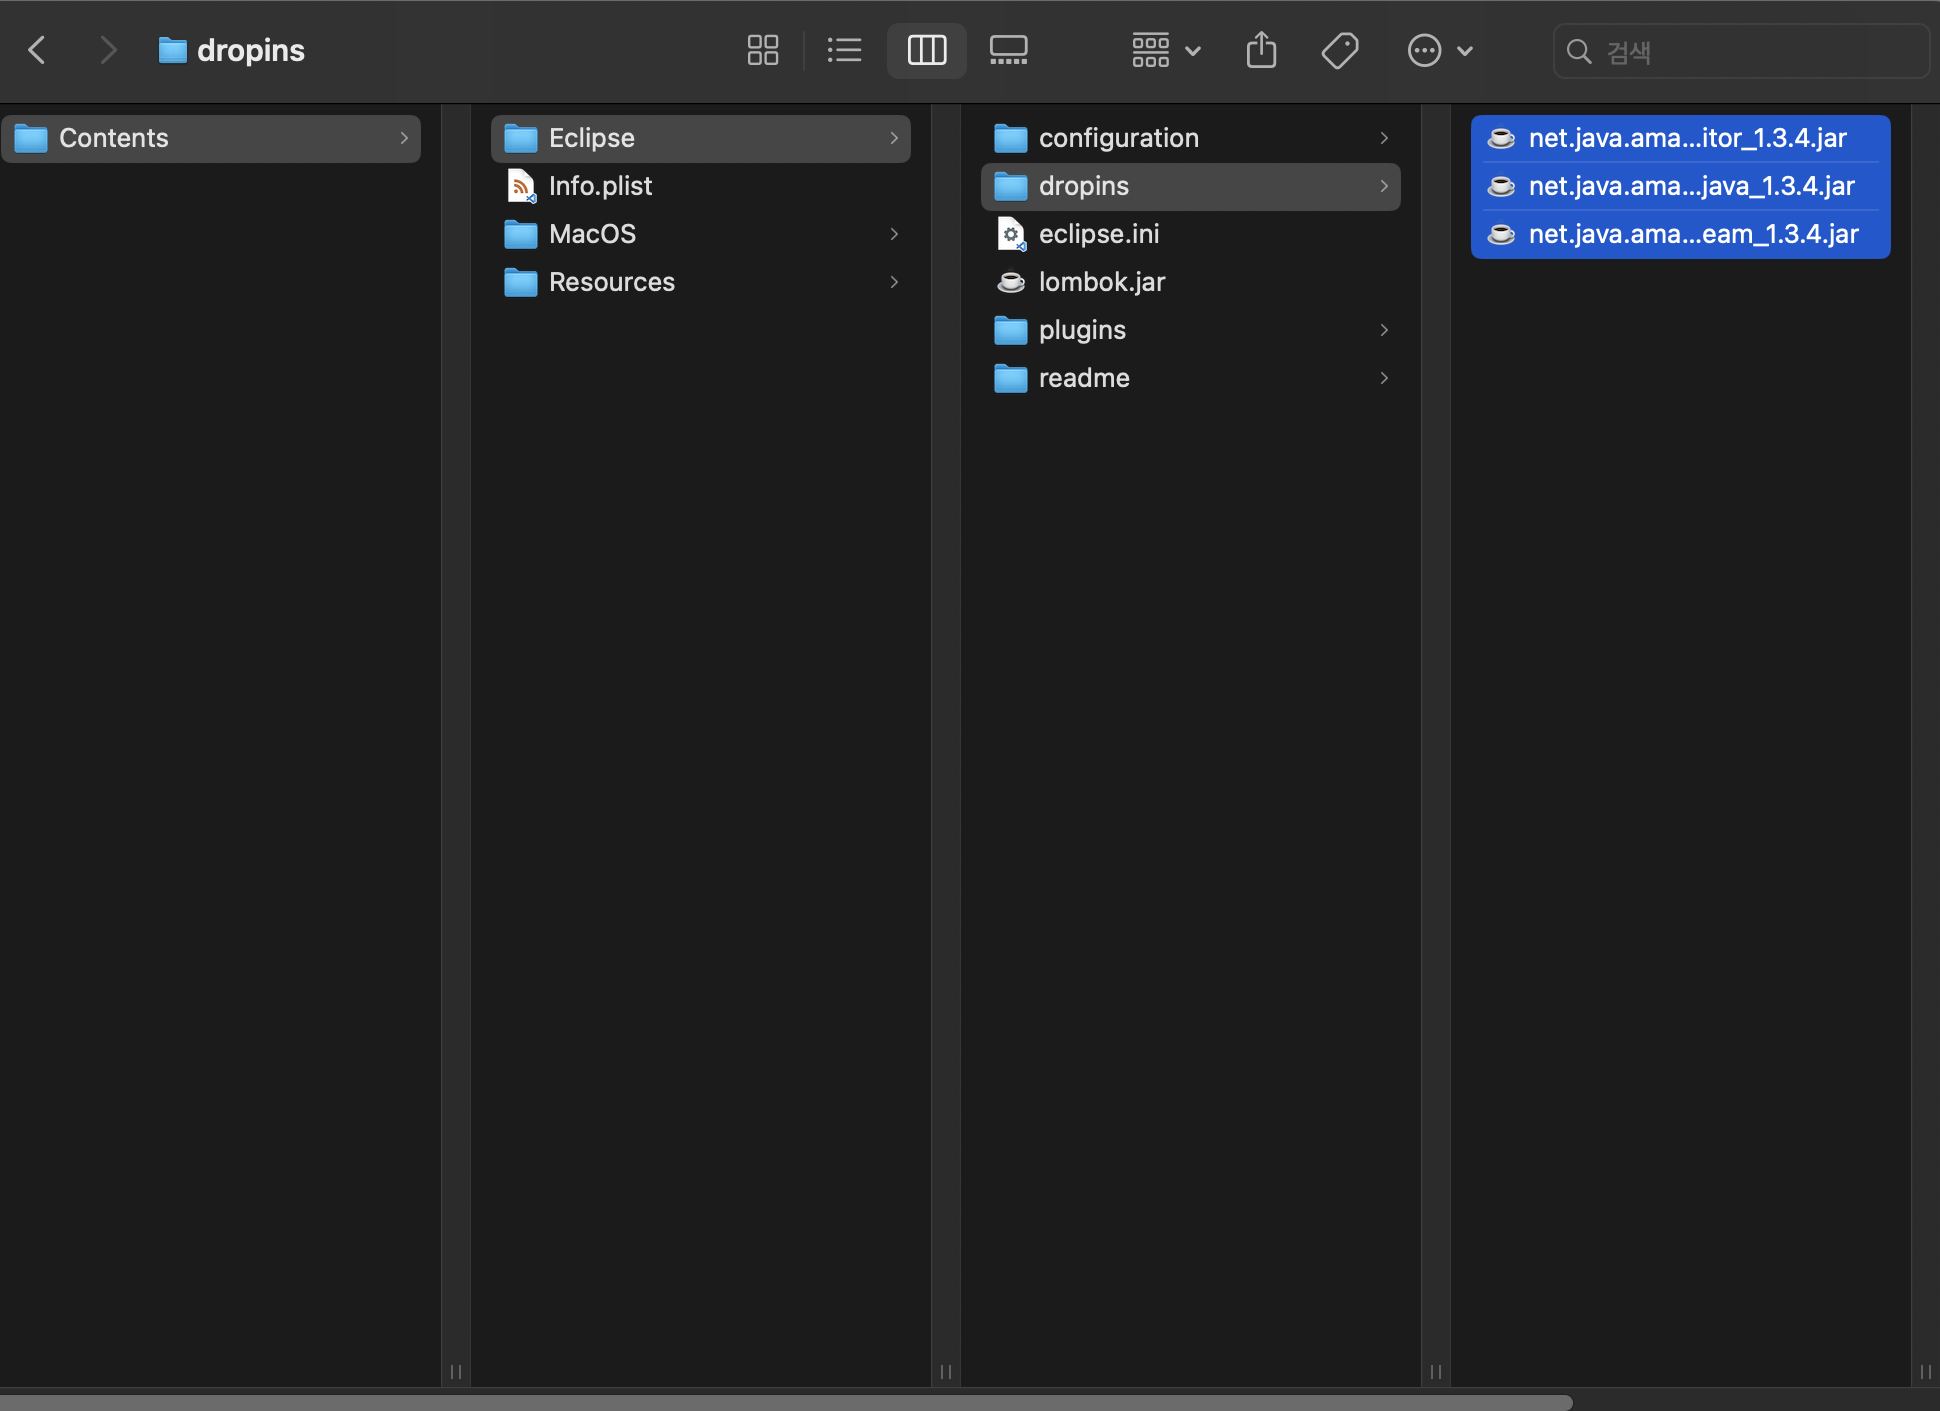 dropins
검색
Contents
Eclipse
Info.plist
MacOS
Resources
configuration
dropins
eclipse.ini
lombok.jar
plugins
readme
net.java.ama...itor_1.3.4.jar
net.java.ama...java_1.3.4.jar
net.java.ama...eam_1.3.4.jar